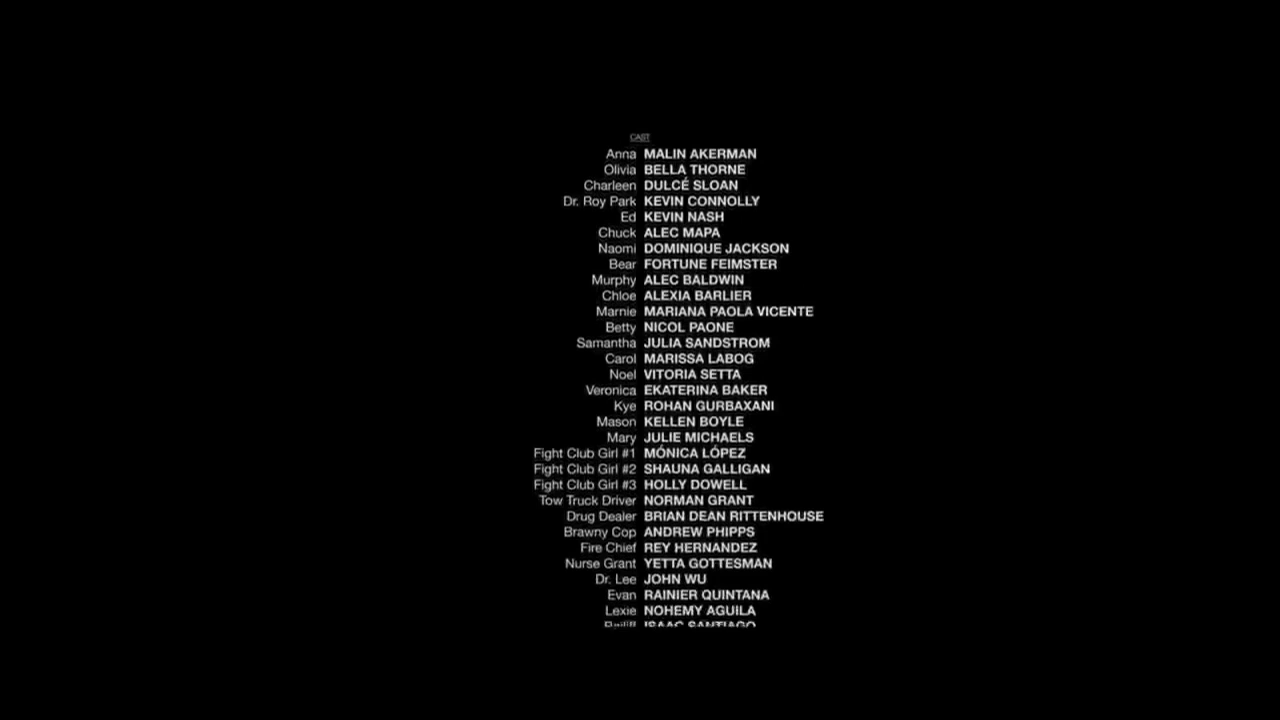 CAST
Anna MALIN AKERMAN
Olivia BELLA THORNE
Charleen DULCÉ SLOAN
Dr. Roy Park KEVIN CONNOLLY
Ed KEVIN NASH
Chuck ALEC MAPA
Naomi DOMINIQUE JACKSON
Bear FORTUNE FEIMSTER
Murphy ALEC BALDWIN
Chloe ALEXIA BARLIER
Marnie MARIANA PAOLA VICENTE
Betty NICOL PAONE
Samantha JULIA SANDSTROM
Carol MARISSA LABOG
Noel VITORIA SETTA
Veronica EKATERINA BAKER
Kye ROHAN GURBAXANI
Mason KELLEN BOYLE
Mary JULIE MICHAELS
Fight Club Girl #1 MÓNICA LÓPEZ
Fight Club Girl #2 SHAUNA GALLIGAN
Fight Club Girl #3 HOLLY DOWELL
Tow Truck Driver NORMAN GRANT
Drug Dealer BRIAN DEAN RITTENHOUSE
Brawny Cop ANDREW PHIPPS
Fire Chief REY HERNANDEZ
Nurse Grant YETTA GOTTESMAN
Dr. Lee JOHN WU
Evan RAINIER QUINTANA
Lexie NOHEMY AGUILA
Bailiff ISAAC SANTIAGO